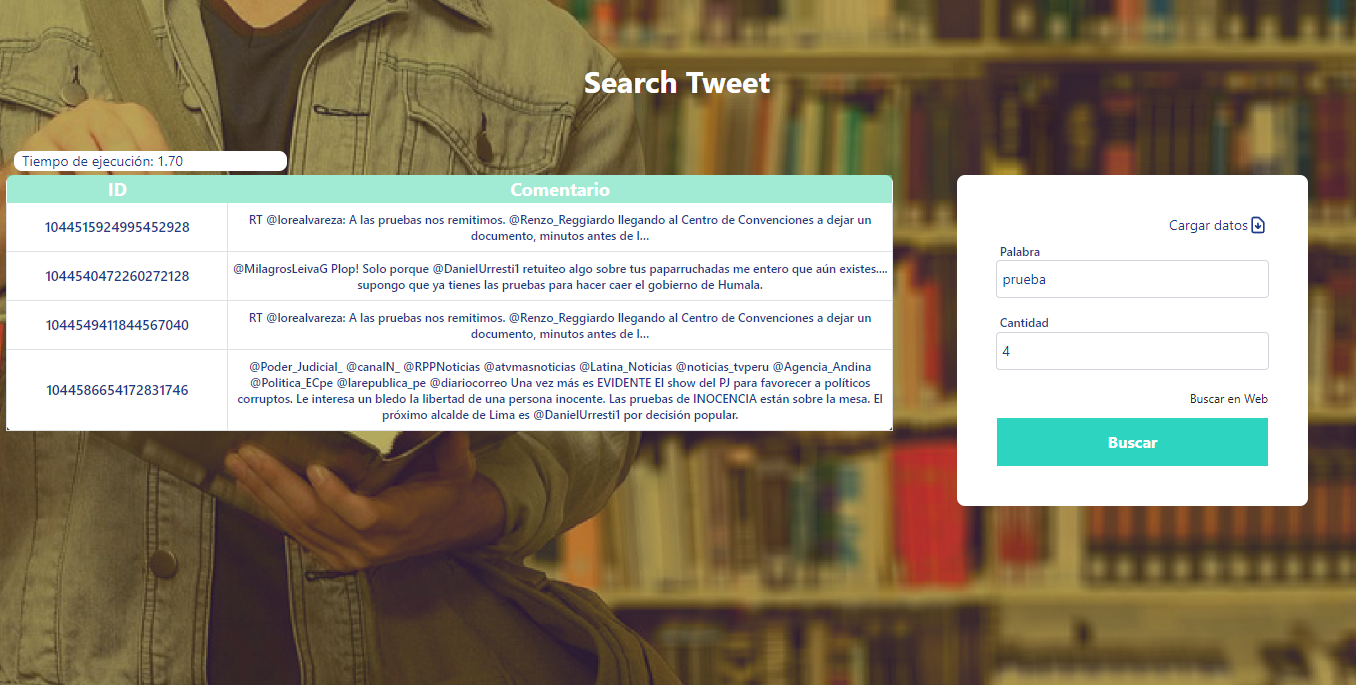 Search Tweet
Tiempo de ejecución: 1.70
ID Comentario
1044515924995452928
RT @lorealvareza: A las pruebas nos remitimos. @Renzo_Reggiardo llegando al Centro de Convenciones a dejar un
documento, minutos antes de l...
1044540472260272128
@MilagrosLeivaG Plop! Solo porque @DanielUrresti1 retuiteo algo sobre tus paparruchadas me entero que aún existes....
supongo que ya tienes las pruebas para hacer caer el gobierno de Humala.
1044549411844567040
RT @lorealvareza: A las pruebas nos remitimos. @Renzo_Reggiardo llegando al Centro de Convenciones a dejar un
documento, minutos antes de l...
1044586654172831746
@Poder_Judicial_ @canalN_ @RPPNoticias @atvmasnoticias @Latina_Noticias @noticias_tvperu @Agencia_Andina
@Politica_ECpe @larepublica_pe @diariocorreo Una vez más es EVIDENTE El show del PJ para favorecer a políticos
corruptos. Le interesa un bledo la libertad de una persona inocente. Las pruebas de INOCENCIA están sobre la mesa. El
próximo alcalde de Lima es @DanielUrresti1 por decisión popular.
Cargar datos
Palabra
prueba
Cantidad
4
Buscar en Web
Buscar